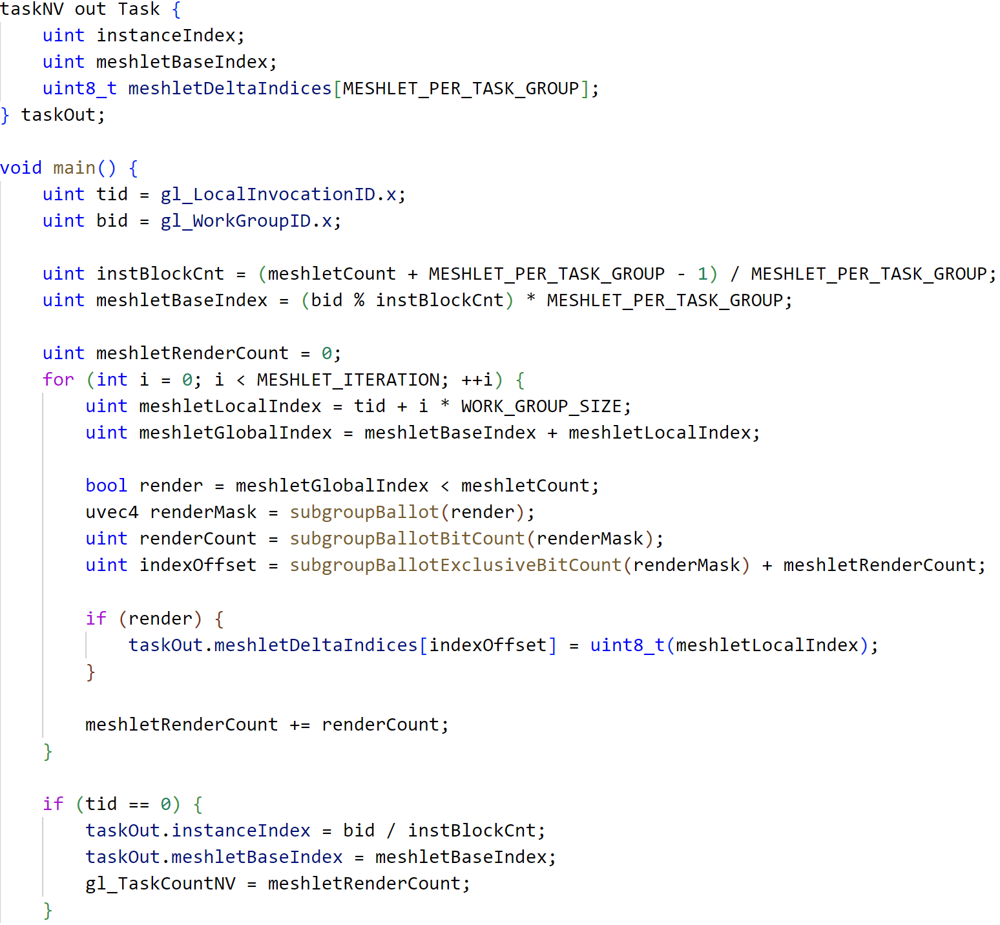 taskNV out Task {
    uint instanceIndex;
    uint meshletBaseIndex;
    uint8_t meshletDeltaIndices[MESHLET_PER_TASK_GROUP];
} taskOut;

void main() {
    uint tid = gl_LocalInvocationID.x;
    uint bid = gl_WorkGroupID.x;

    uint instBlockCnt = (meshletCount + MESHLET_PER_TASK_GROUP - 1) / MESHLET_PER_TASK_GROUP;
    uint meshletBaseIndex = (bid % instBlockCnt) * MESHLET_PER_TASK_GROUP;

    uint meshletRenderCount = 0;
    for (int i = 0; i < MESHLET_ITERATION; ++i) {
        uint meshletLocalIndex = tid + i * WORK_GROUP_SIZE;
        uint meshletGlobalIndex = meshletBaseIndex + meshletLocalIndex;

        bool render = meshletGlobalIndex < meshletCount;
        uvec4 renderMask = subgroupBallot(render);
        uint renderCount = subgroupBallotBitCount(renderMask);
        uint indexOffset = subgroupBallotExclusiveBitCount(renderMask) + meshletRenderCount;

        if (render) {
            taskOut.meshletDeltaIndices[indexOffset] = uint8_t(meshletLocalIndex);
        }

        meshletRenderCount += renderCount;
    }

    if (tid == 0) {
        taskOut.instanceIndex = bid / instBlockCnt;
        taskOut.meshletBaseIndex = meshletBaseIndex;
        gl_TaskCountNV = meshletRenderCount;
    }